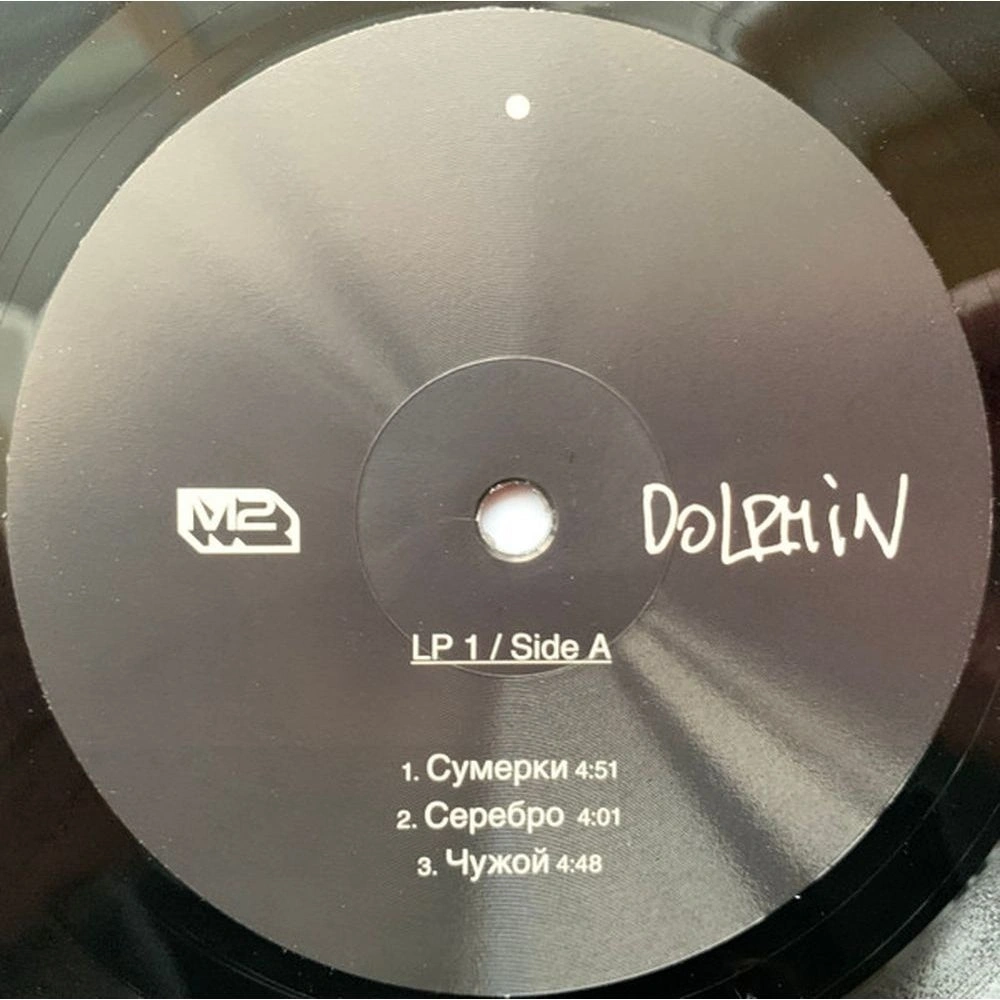 M2
DOLPHiN
LP 1 / Side A
1. Сумерки 4:51
2. Серебро 4:01
3. Чужой 4:48